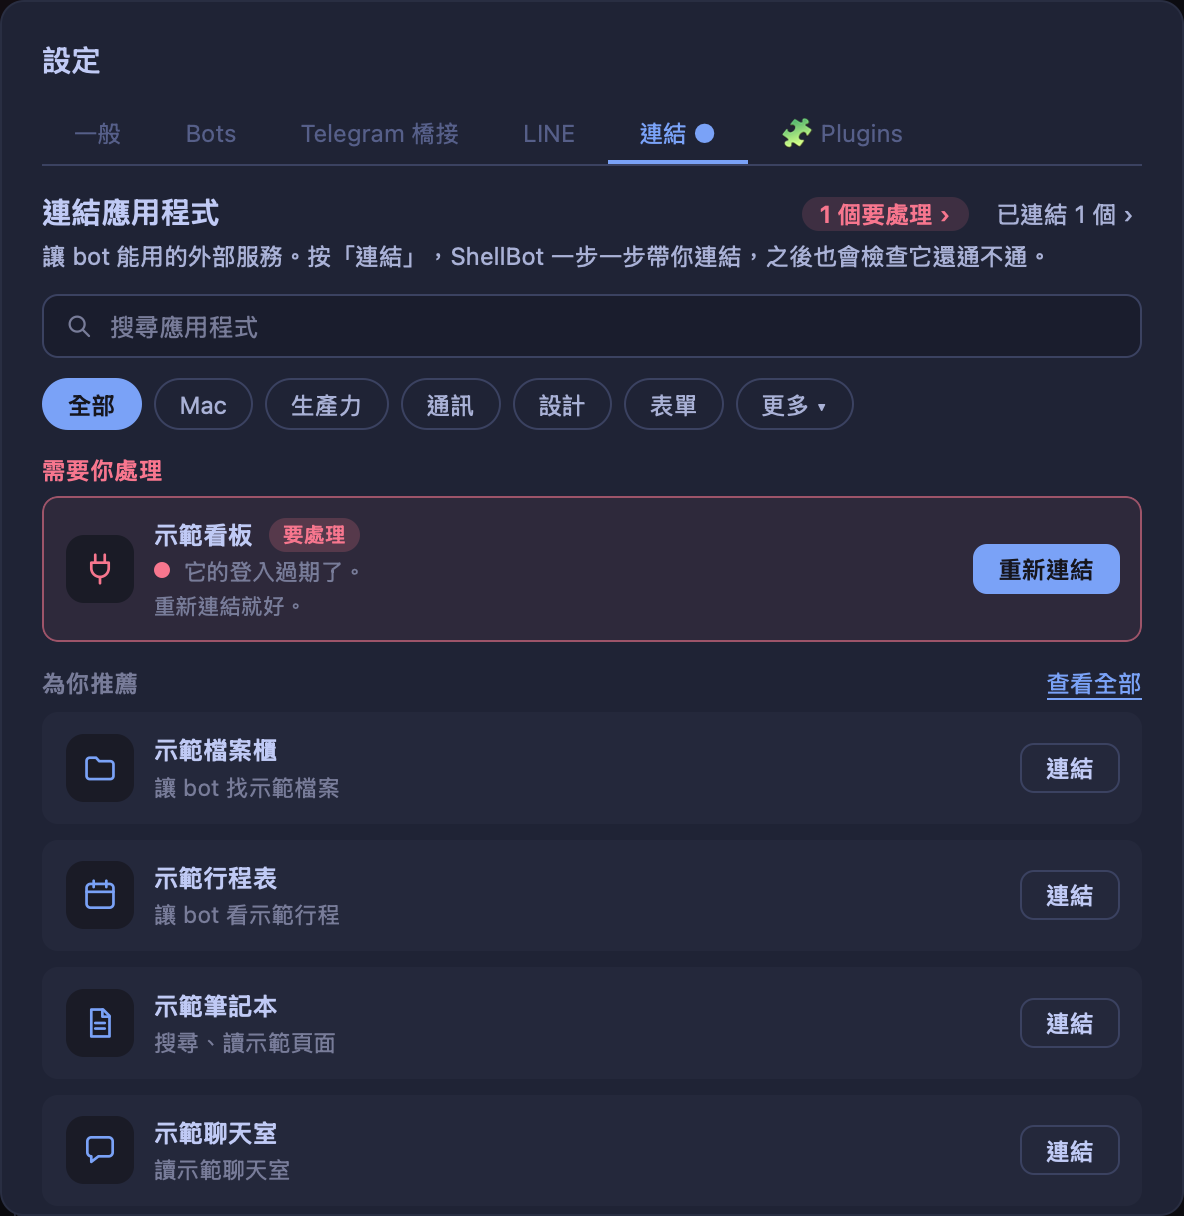 設定
一般 Bots Telegram 橋接 LINE 連結 Plugins
連結應用程式 1 個要處理 › 已連結 1 個 ›
讓 bot 能用的外部服務。按「連結」，ShellBot 一步一步帶你連結，之後也會檢查它還通不通。
搜尋應用程式
全部 Mac 生產力 通訊 設計 表單 更多 ▾
需要你處理
示範看板 要處理
它的登入過期了。
重新連結就好。
重新連結
為你推薦 查看全部
示範檔案櫃
讓 bot 找示範檔案
連結
示範行程表
讓 bot 看示範行程
連結
示範筆記本
搜尋、讀示範頁面
連結
示範聊天室
讀示範聊天室
連結